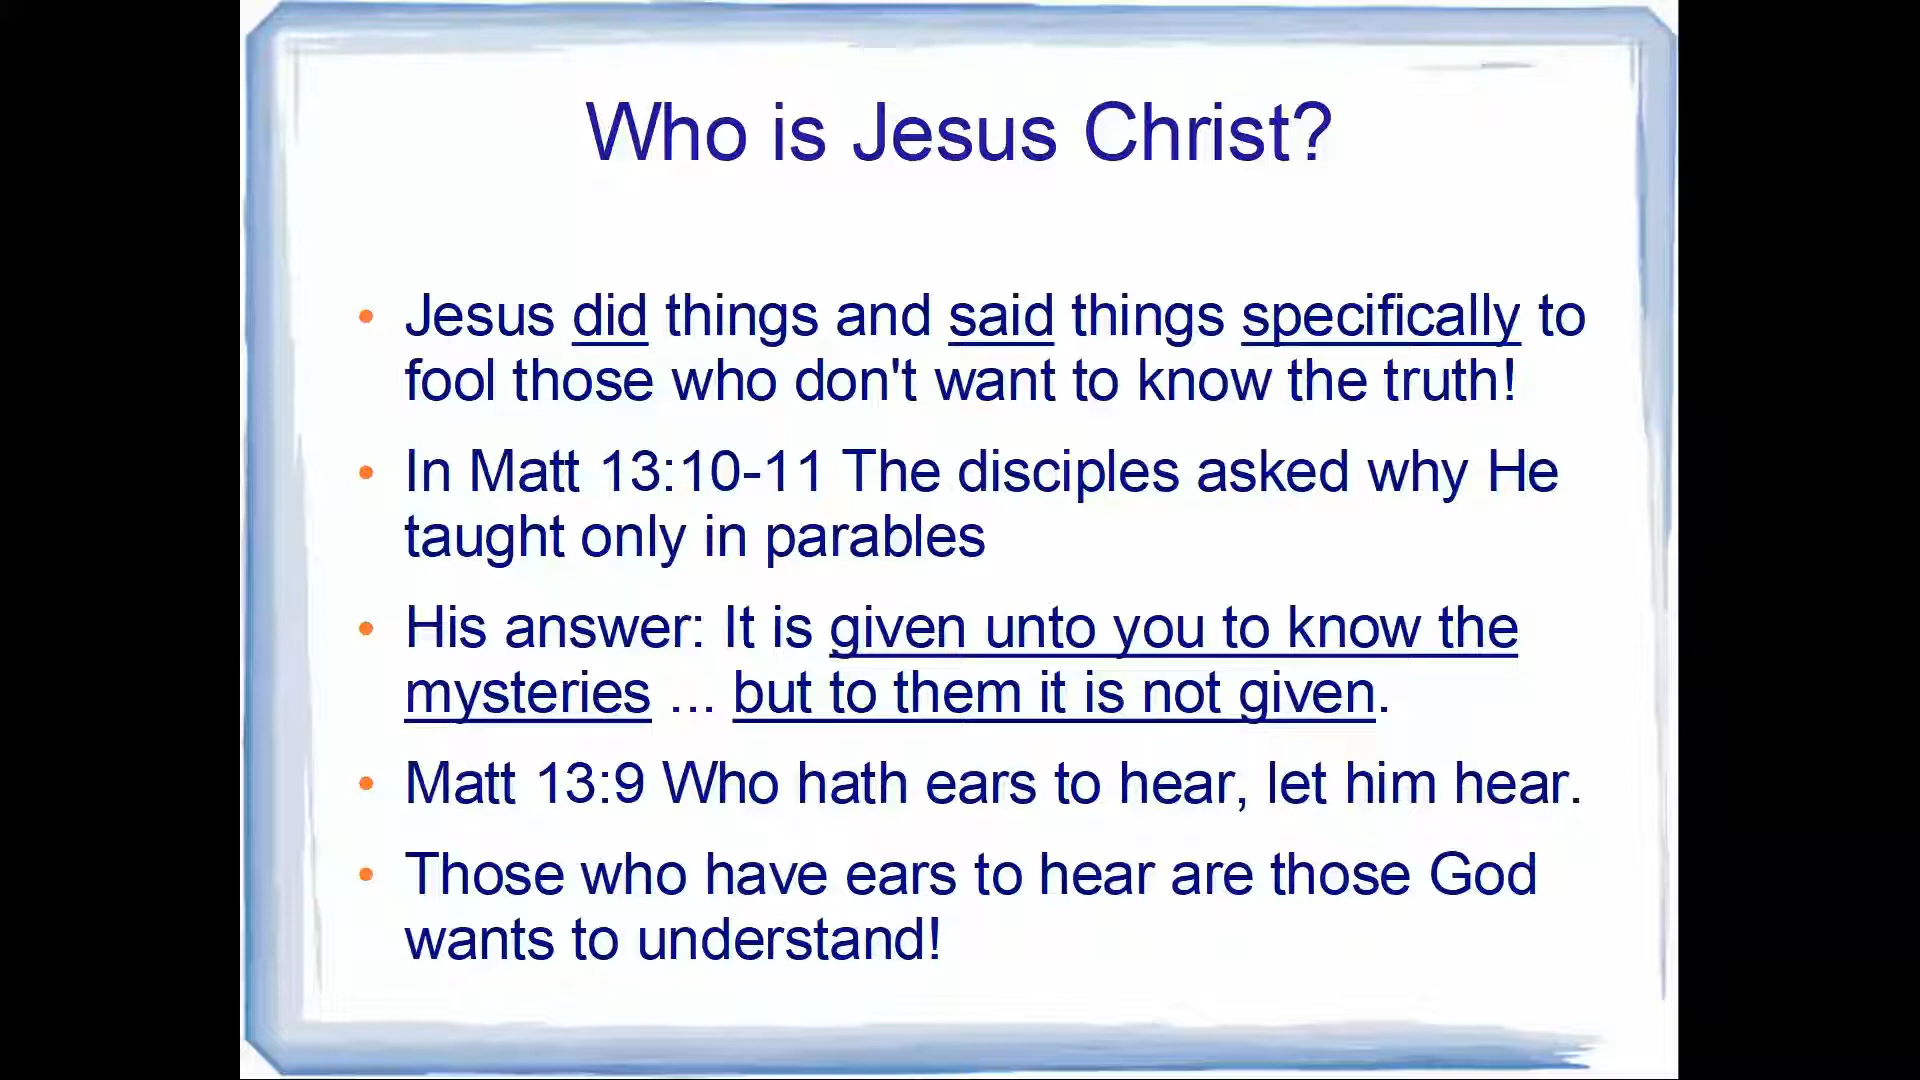 Who is Jesus Christ?
• Jesus did things and said things specifically to
fool those who don't want to know the truth!
• In Matt 13:10-11 The disciples asked why He
taught only in parables
• His answer: It is given unto you to know the
mysteries ... but to them it is not given.
• Matt 13:9 Who hath ears to hear, let him hear.
• Those who have ears to hear are those God
wants to understand!